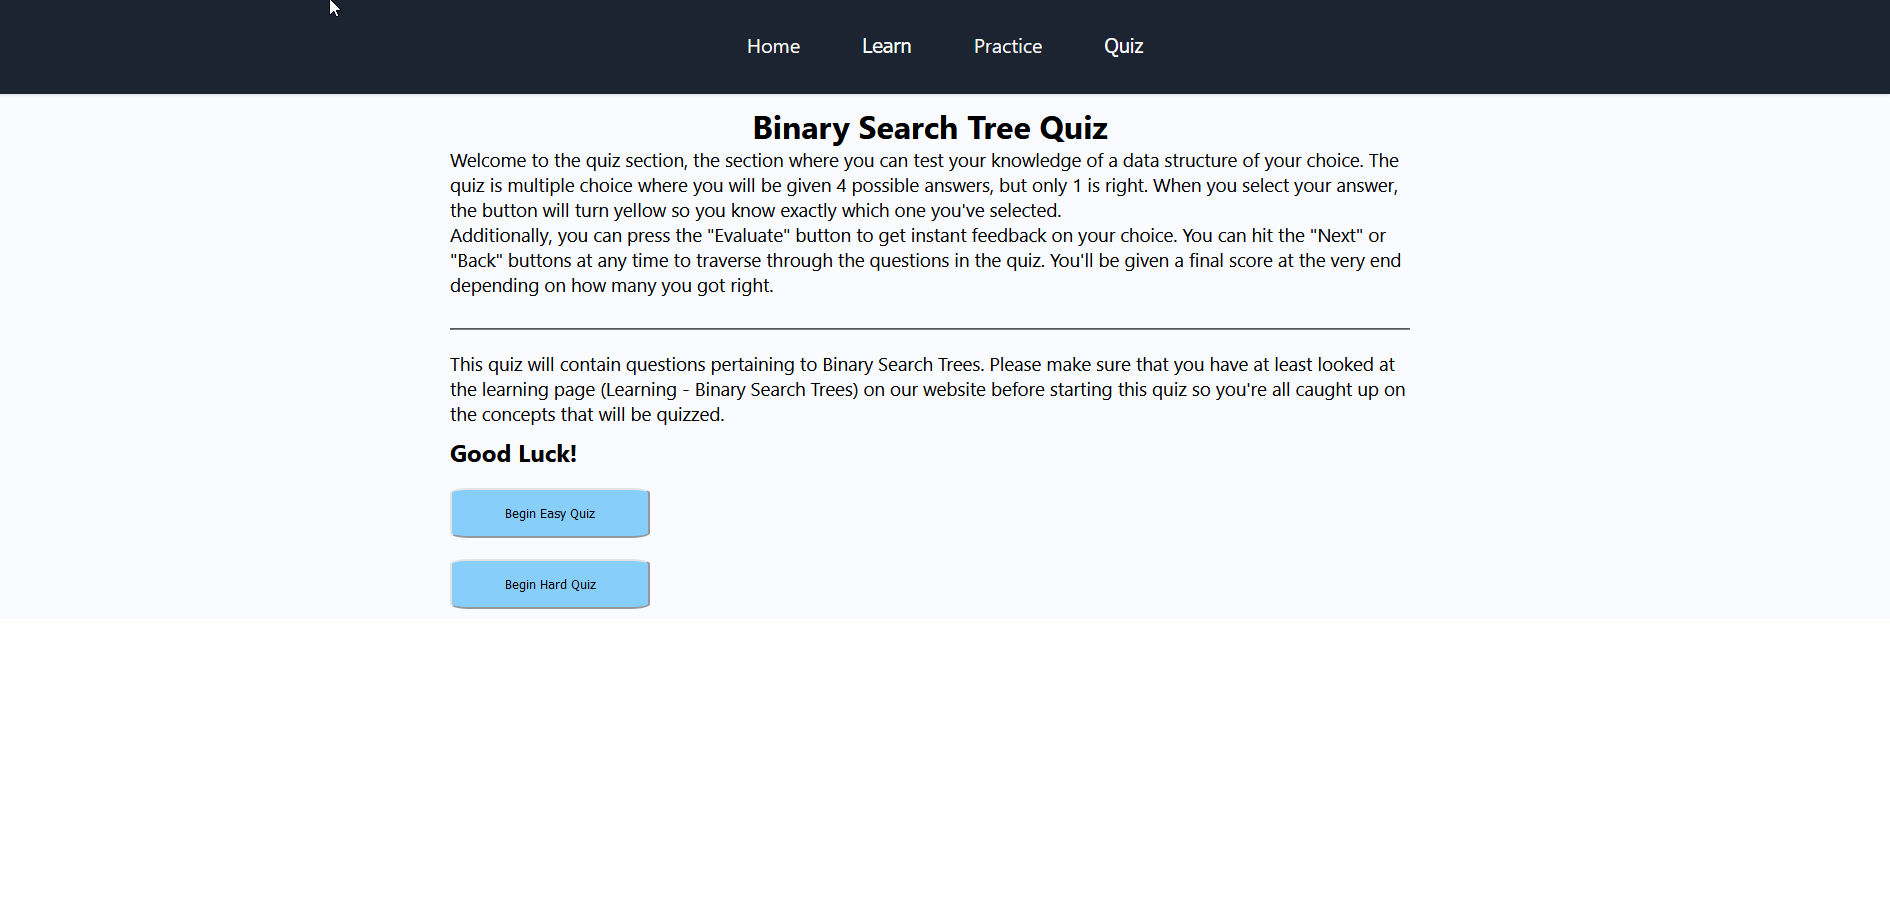 Home Learn Practice Quiz
Binary Search Tree Quiz
Welcome to the quiz section, the section where you can test your knowledge of a data structure of your choice. The
quiz is multiple choice where you will be given 4 possible answers, but only 1 is right. When you select your answer,
the button will turn yellow so you know exactly which one you've selected.
Additionally, you can press the "Evaluate" button to get instant feedback on your choice. You can hit the "Next" or
"Back" buttons at any time to traverse through the questions in the quiz. You'll be given a final score at the very end
depending on how many you got right.
This quiz will contain questions pertaining to Binary Search Trees. Please make sure that you have at least looked at
the learning page (Learning - Binary Search Trees) on our website before starting this quiz so you're all caught up on
the concepts that will be quizzed.
Good Luck!
Begin Easy Quiz
Begin Hard Quiz